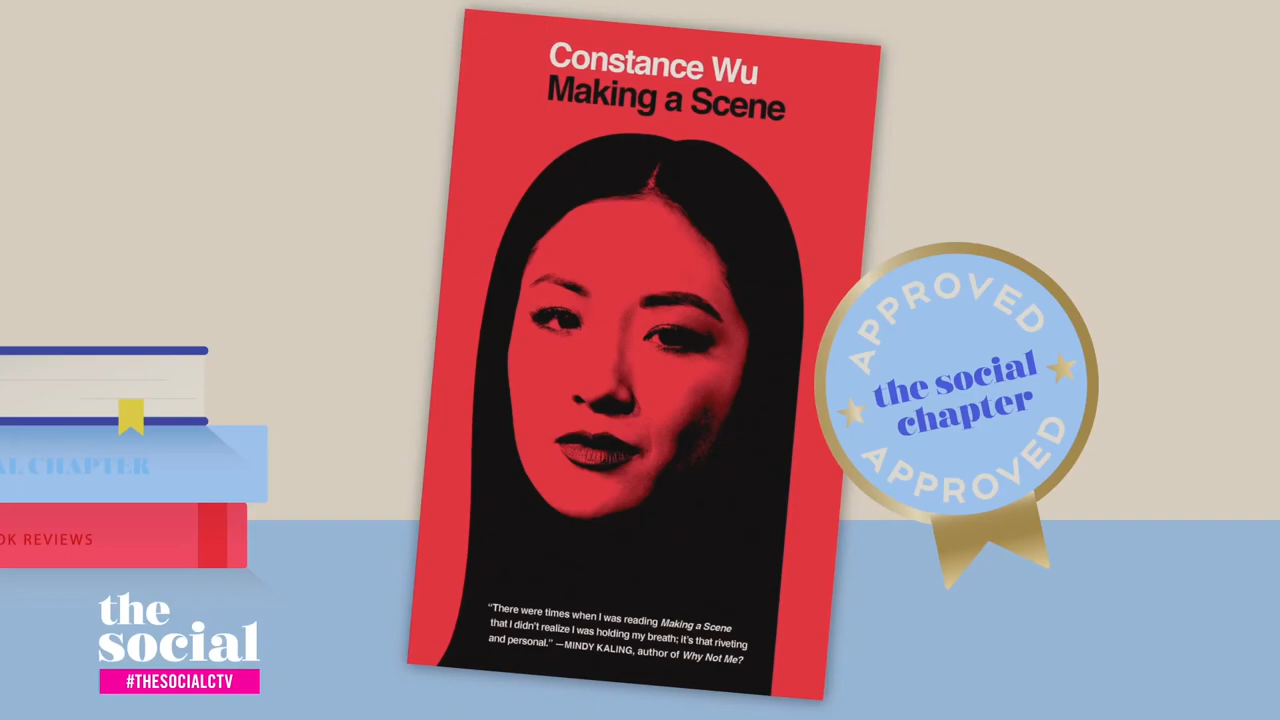 Constance Wu
Making a Scene
APPROVED
the social
chapter
APPROVED
AL CHAPTER
OK REVIEWS
“There were times when I was reading Making a Scene
that I didn’t realize I was holding my breath; it’s that riveting
and personal.” —MINDY KALING, author of Why Not Me?
the
social
#THESOCIALCTV